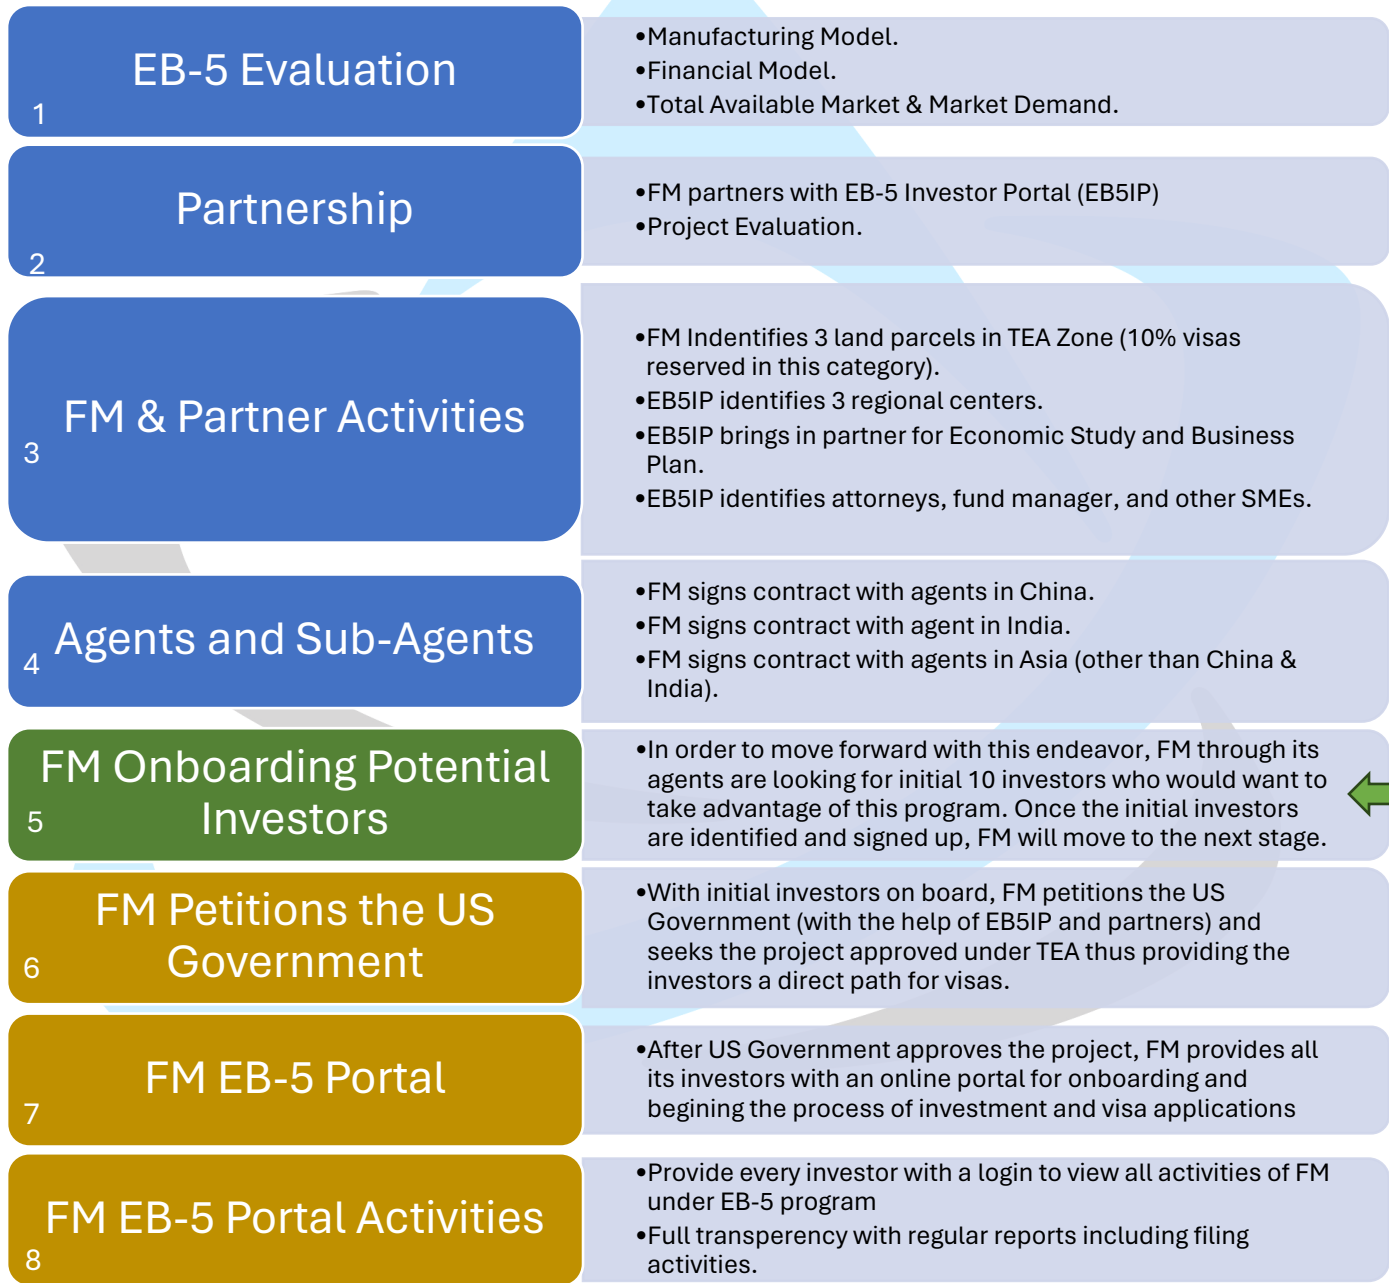 EB-5 Evaluation
1
•Manufacturing Model.
•Financial Model.
•Total Available Market & Market Demand.
Partnership
2
•FM partners with EB-5 Investor Portal (EB5IP)
•Project Evaluation.
FM & Partner Activities
3
•FM Indentifies 3 land parcels in TEA Zone (10% visas
reserved in this category).
•EB5IP identifies 3 regional centers.
•EB5IP brings in partner for Economic Study and Business
Plan.
•EB5IP identifies attorneys, fund manager, and other SMEs.
Agents and Sub-Agents
4
•FM signs contract with agents in China.
•FM signs contract with agent in India.
•FM signs contract with agents in Asia (other than China &
India).
FM Onboarding Potential
Investors
5
•In order to move forward with this endeavor, FM through its
agents are looking for initial 10 investors who would want to
take advantage of this program. Once the initial investors
are identified and signed up, FM will move to the next stage.
FM Petitions the US
Government
6
•With initial investors on board, FM petitions the US
Government (with the help of EB5IP and partners) and
seeks the project approved under TEA thus providing the
investors a direct path for visas.
FM EB-5 Portal
7
•After US Government approves the project, FM provides all
its investors with an online portal for onboarding and
begining the process of investment and visa applications
FM EB-5 Portal Activities
8
•Provide every investor with a login to view all activities of FM
under EB-5 program
•Full transperency with regular reports including filing
activities.